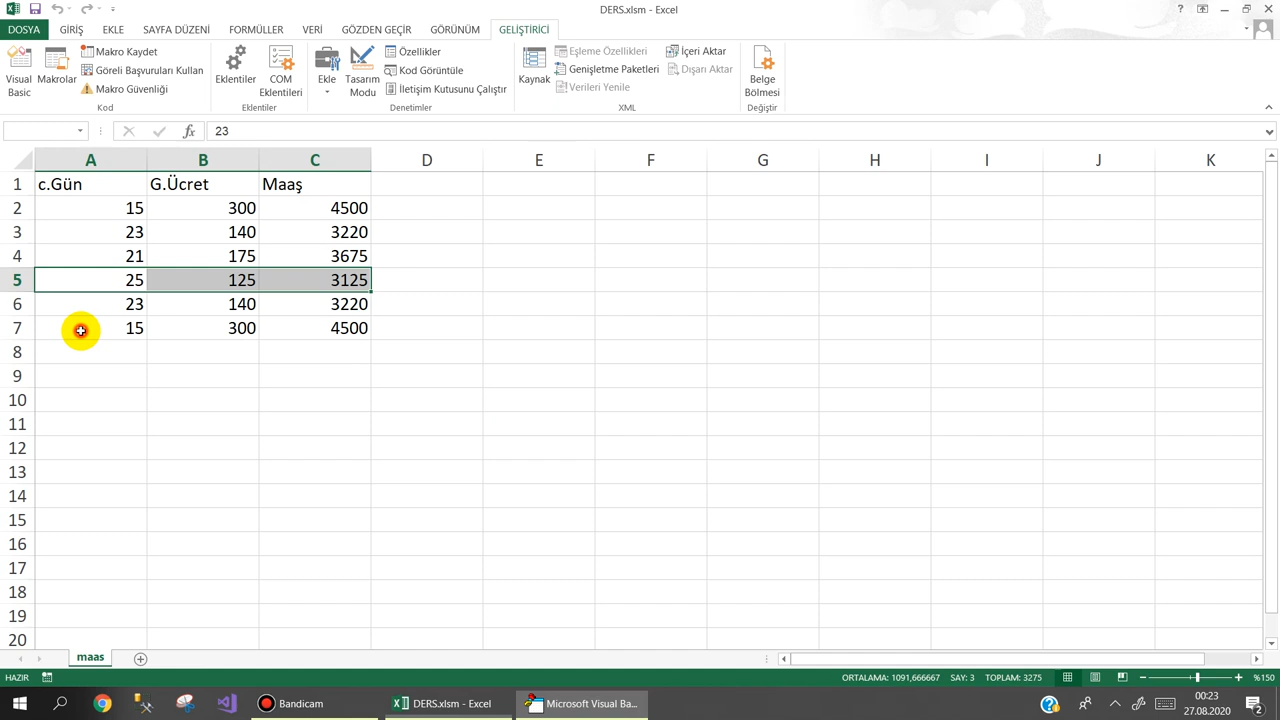 DERS.xlsm - Excel
DOSYA GİRİŞ EKLE SAYFA DÜZENİ FORMÜLLER VERİ GÖZDEN GEÇİR GÖRÜNÜM GELİŞTİRİCİ
Visual Basic
Makrolar
Makro Kaydet
Göreli Başvuruları Kullan
Makro Güvenliği
Kod
Eklentiler
COM Eklentileri
Eklentiler
Ekle
Tasarım Modu
Özellikler
Kod Görüntüle
İletişim Kutusunu Çalıştır
Denetimler
Kaynak
Eşleme Özellikleri
Genişletme Paketleri
Verileri Yenile
İçeri Aktar
Dışarı Aktar
XML
Belge Bölmesi
Değiştir
fx 23
A B C D E F G H I J K
1 c.Gün G.Ücret Maaş
2 15 300 4500
3 23 140 3220
4 21 175 3675
5 25 125 3125
6 23 140 3220
7 15 300 4500
8
9
10
11
12
13
14
15
16
17
18
19
20
maas
HAZIR ORTALAMA: 1091,666667 SAY: 3 TOPLAM: 3275 %150
Bandicam DERS.xlsm - Excel Microsoft Visual Ba... 00:23
27.08.2020 2